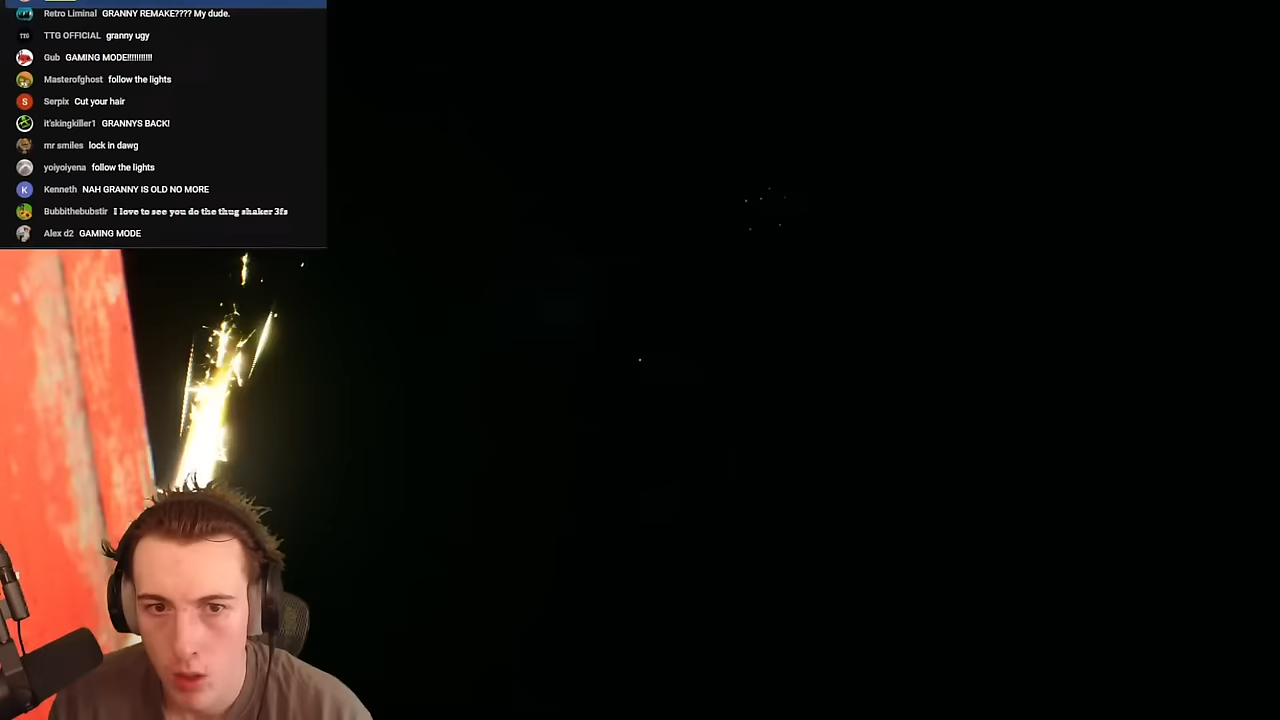 Retro Liminal GRANNY REMAKE???? My dude.
TTG OFFICIAL granny ugy
Gub GAMING MODE!!!!!!!!!!!
Masterofghost follow the lights
S Serpix Cut your hair
it'skingkiller1 GRANNYS BACK!
mr smiles lock in dawg
yoiyoiyena follow the lights
K Kenneth NAH GRANNY IS OLD NO MORE
Bubbithebubstir I love to see you do the thug shaker 3fs
Alex d2 GAMING MODE